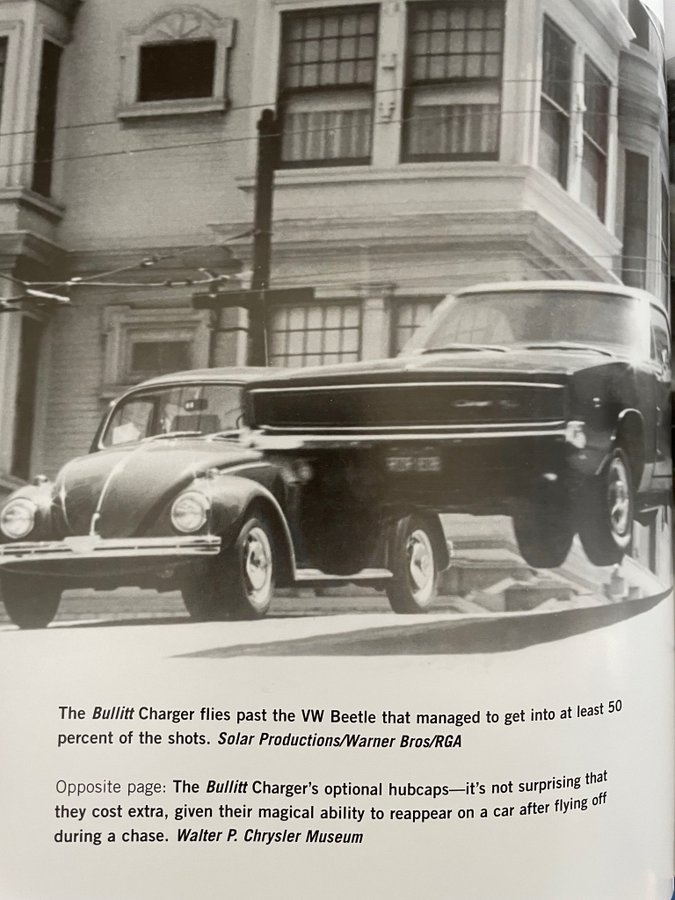 The Bullitt Charger flies past the VW Beetle that managed to get into at least 50
percent of the shots. Solar Productions/Warner Bros/RGA
Opposite page: The Bullitt Charger's optional hubcaps—it's not surprising that
they cost extra, given their magical ability to reappear on a car after flying off
during a chase. Walter P. Chrysler Museum